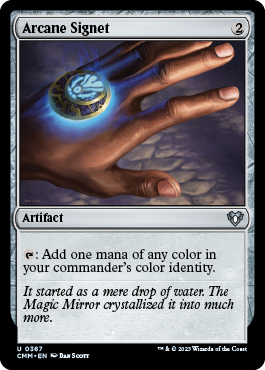 Arcane Signet 2
Artifact
: Add one mana of any color in
your commander's color identity.
It started as a mere drop of water. The
Magic Mirror crystallized it into much
more.
U 0367
CMM • EN DAN SCOTT
™ & © 2023 Wizards of the Coast